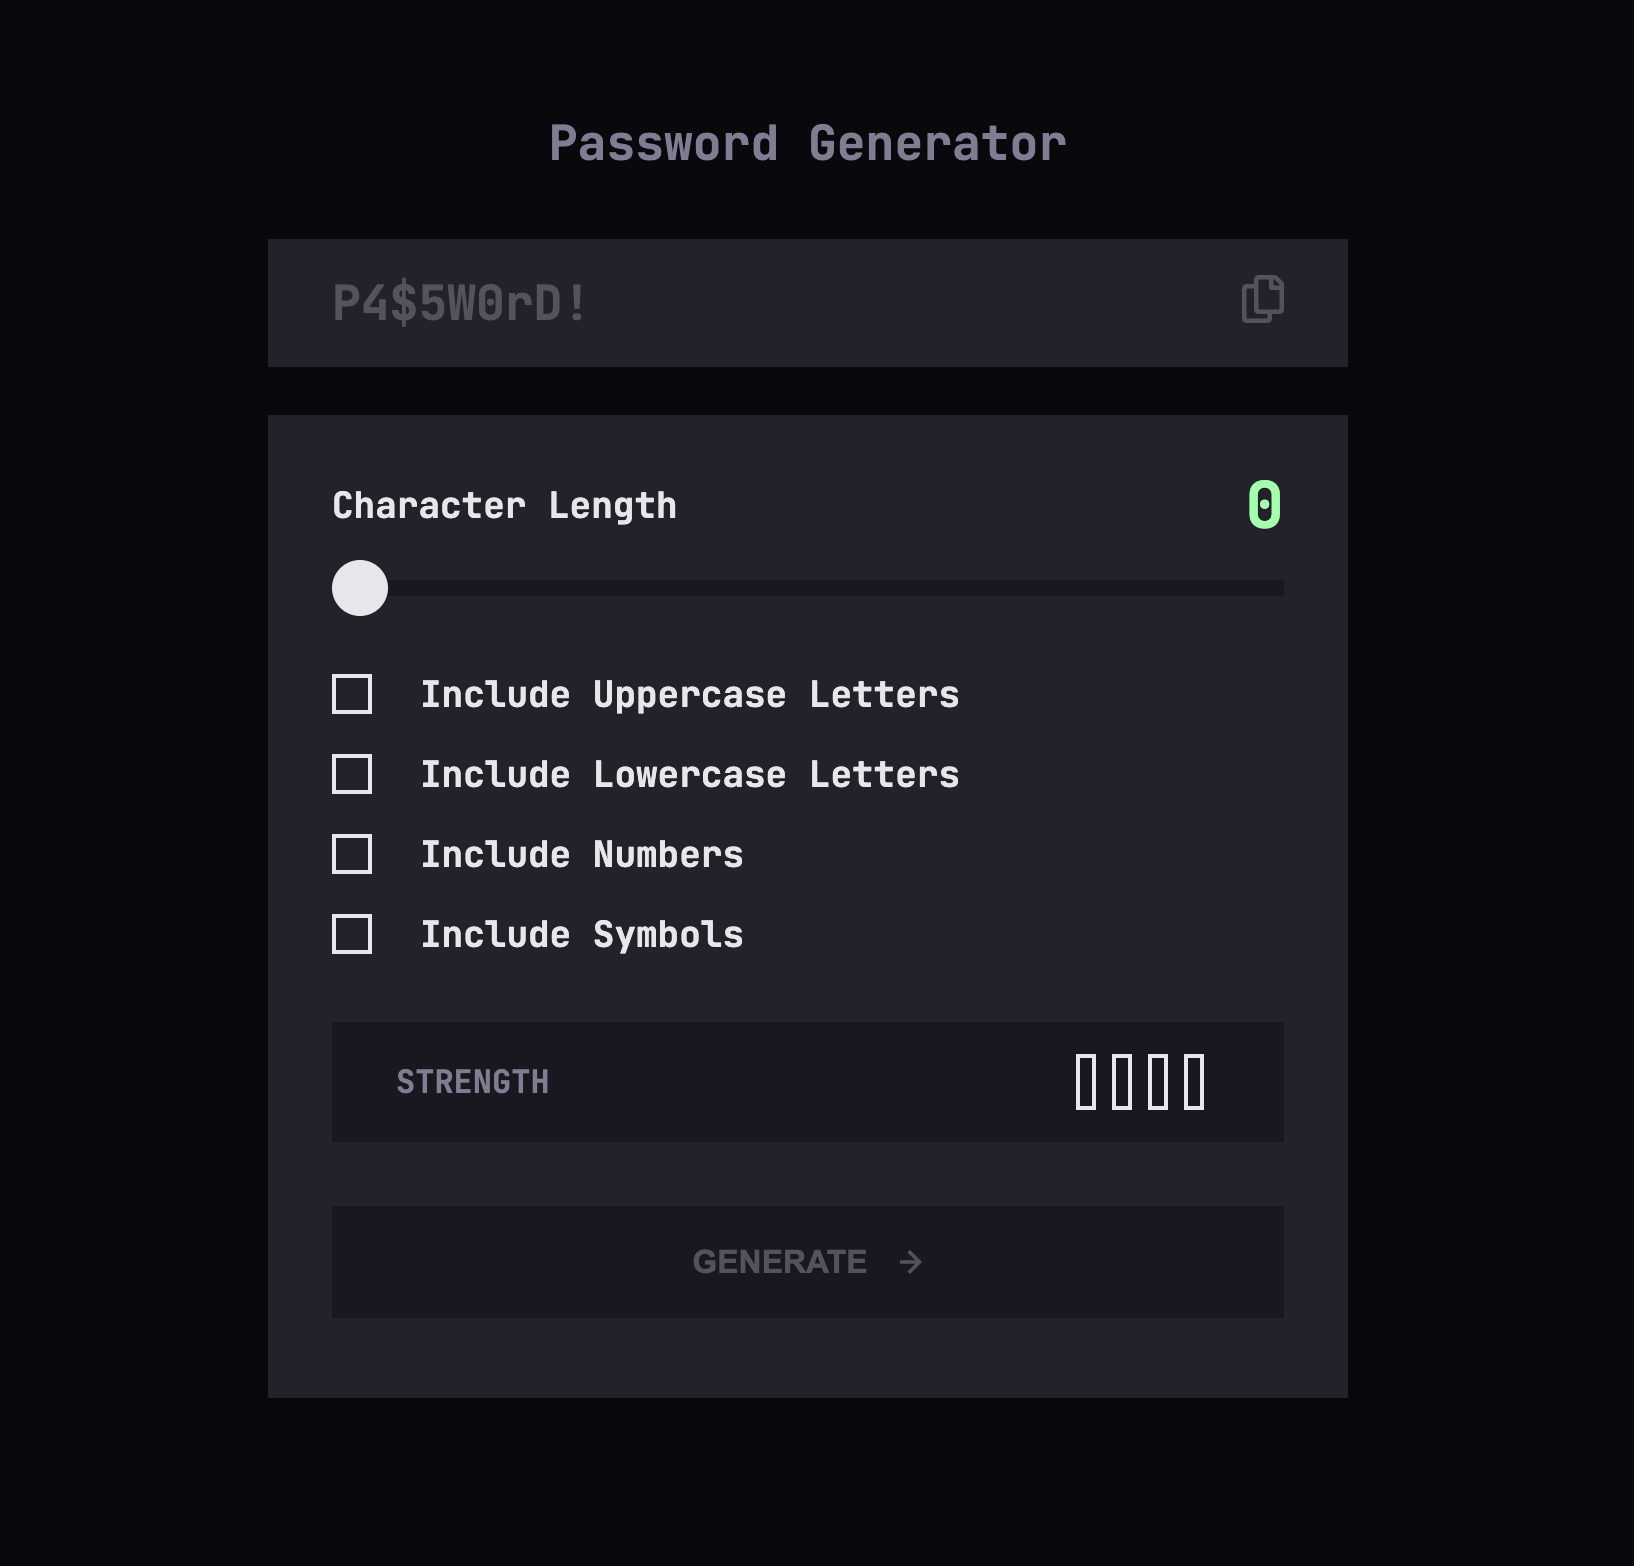 Password Generator
P4$5W0rD!
Character Length 0
Include Uppercase Letters
Include Lowercase Letters
Include Numbers
Include Symbols
STRENGTH
GENERATE →